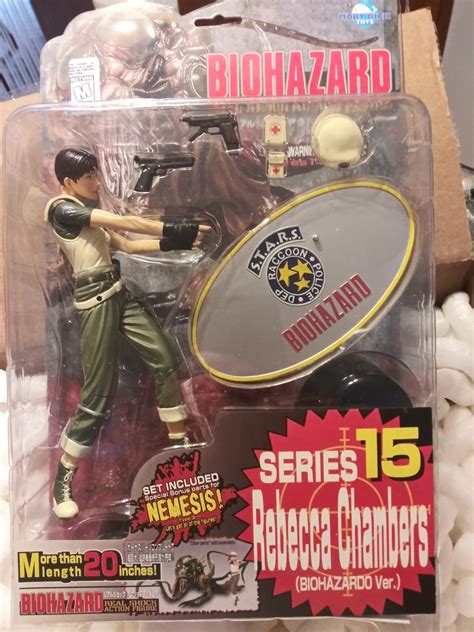 MOBY DICK
TOYS
BIOHAZARD
MATURE
M
WARNING
S.T.A.R.S.
RACCOON POLICE DEP
BIOHAZARD
SERIES 15
Rebecca Chambers
(BIOHAZARDO Ver.)
SET INCLUDED
Special Bonus parts for
NEMESIS!
More than
length 20 inches!
BIOHAZARD
REAL SHOCK
ACTION FIGURE